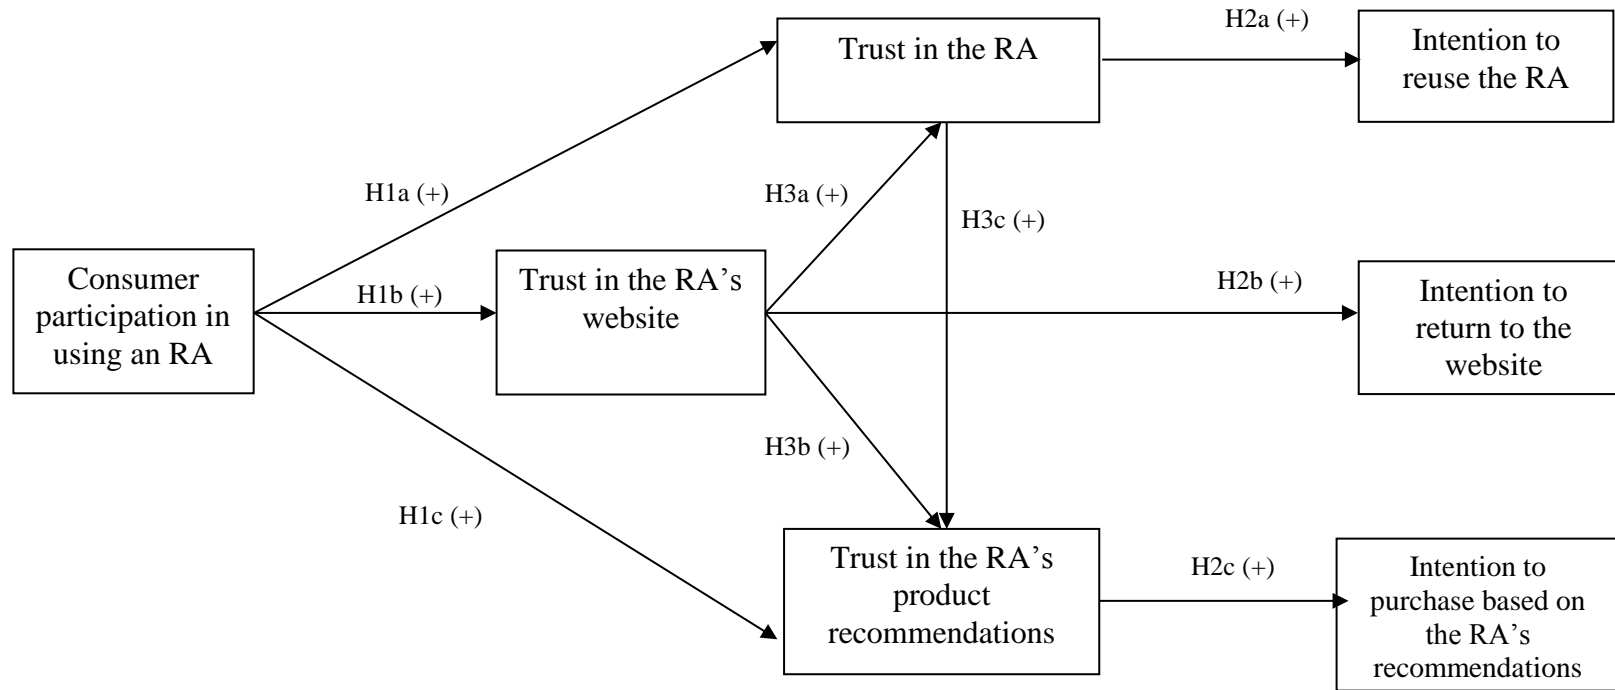 H2a (+)
Trust in the RA
Intention to
reuse the RA
H1a (+)
H3a (+)
H3c (+)
Consumer
participation in
using an RA
H1b (+)
Trust in the RA’s
website
H2b (+)
Intention to
return to the
website
H3b (+)
H1c (+)
Trust in the RA’s
product
recommendations
H2c (+)
Intention to
purchase based on
the RA’s
recommendations